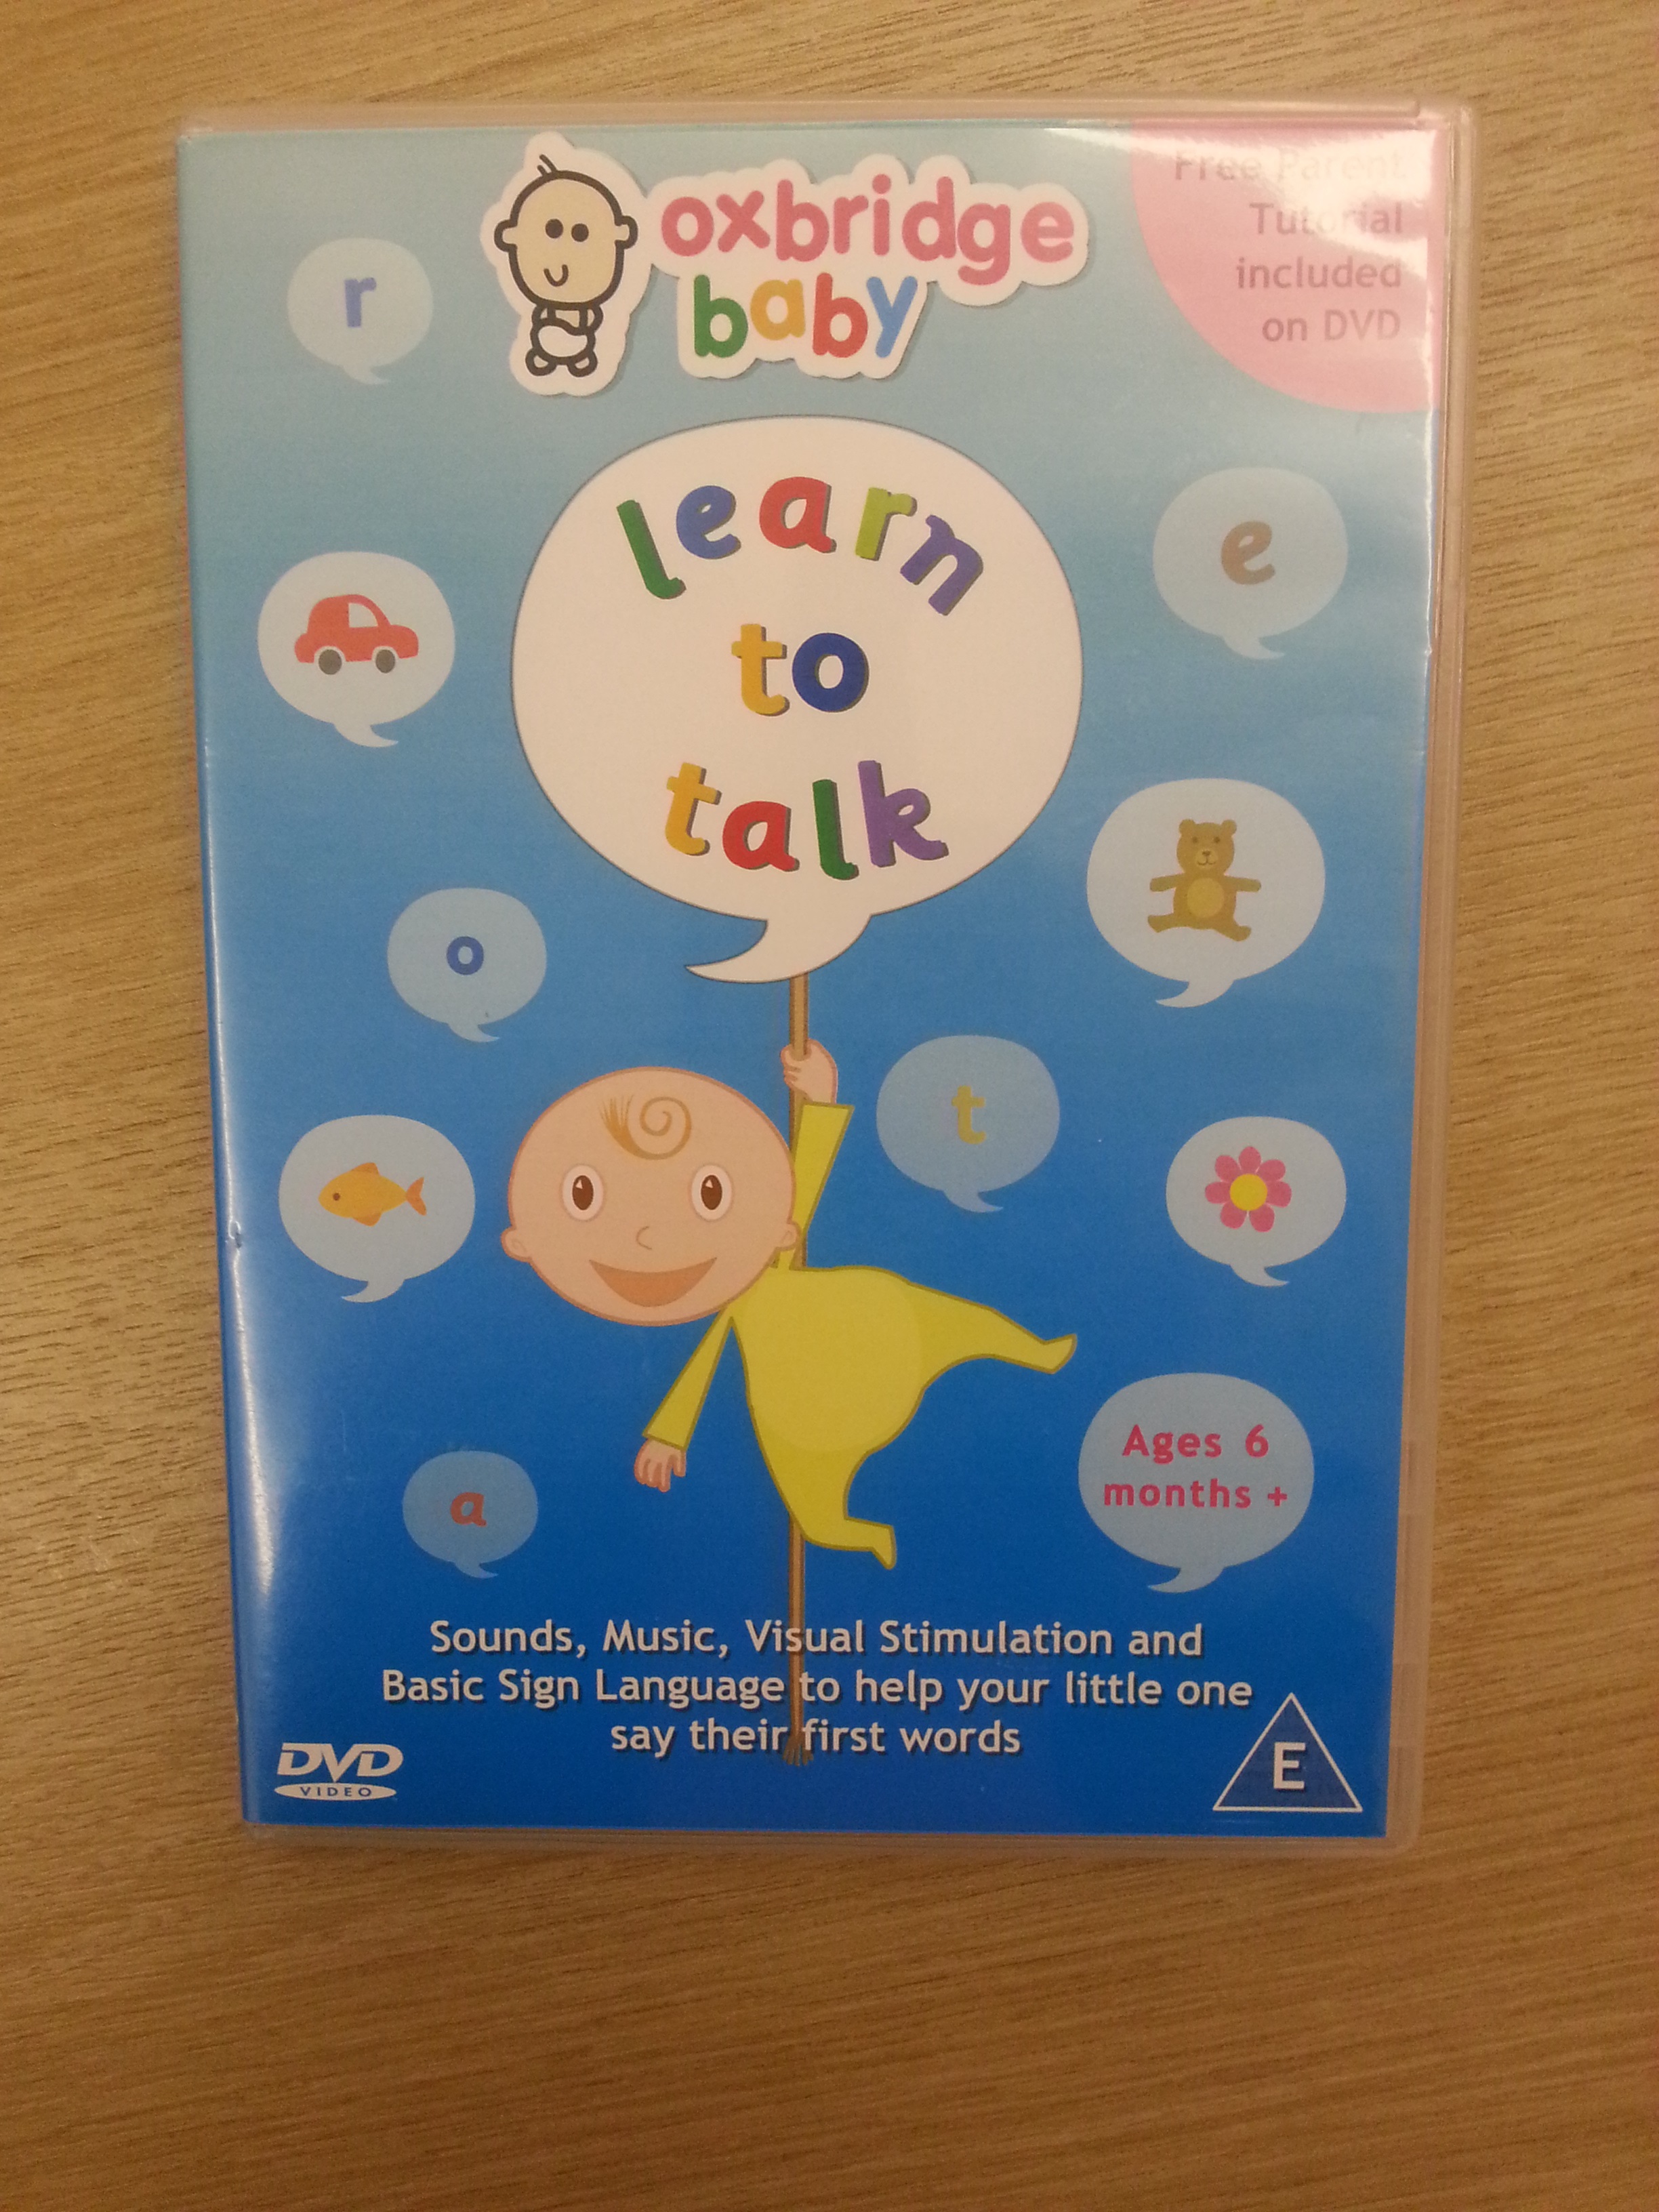 Free Parent
Tutorial
included
on DVD
oxbridge
baby
r
learn
to
talk
e
o
t
a
Ages 6
months +
Sounds, Music, Visual Stimulation and
Basic Sign Language to help your little one
say their first words
DVD
VIDEO
E